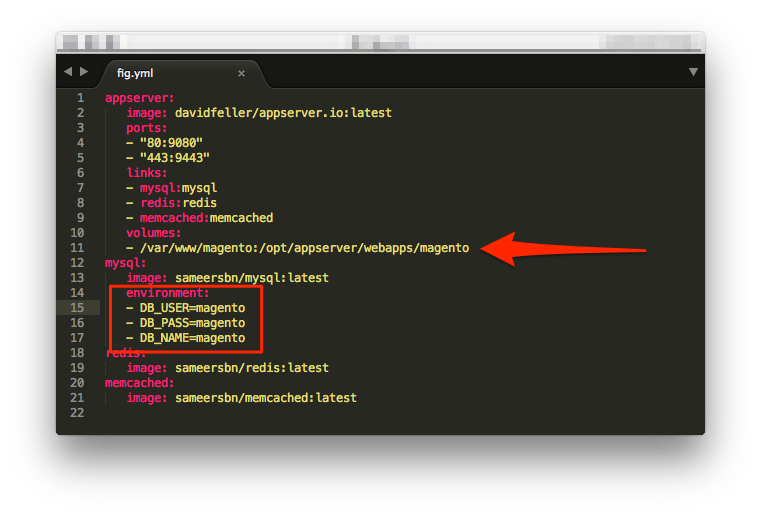 fig.yml
1 appserver:
2 image: davidfeller/appserver.io:latest
3 ports:
4 - "80:9080"
5 - "443:9443"
6 links:
7 - mysql:mysql
8 - redis:redis
9 - memcached:memcached
10 volumes:
11 - /var/www/magento:/opt/appserver/webapps/magento
12 mysql:
13 image: sameersbn/mysql:latest
14 environment:
15 - DB_USER=magento
16 - DB_PASS=magento
17 - DB_NAME=magento
18 redis:
19 image: sameersbn/redis:latest
20 memcached:
21 image: sameersbn/memcached:latest
22